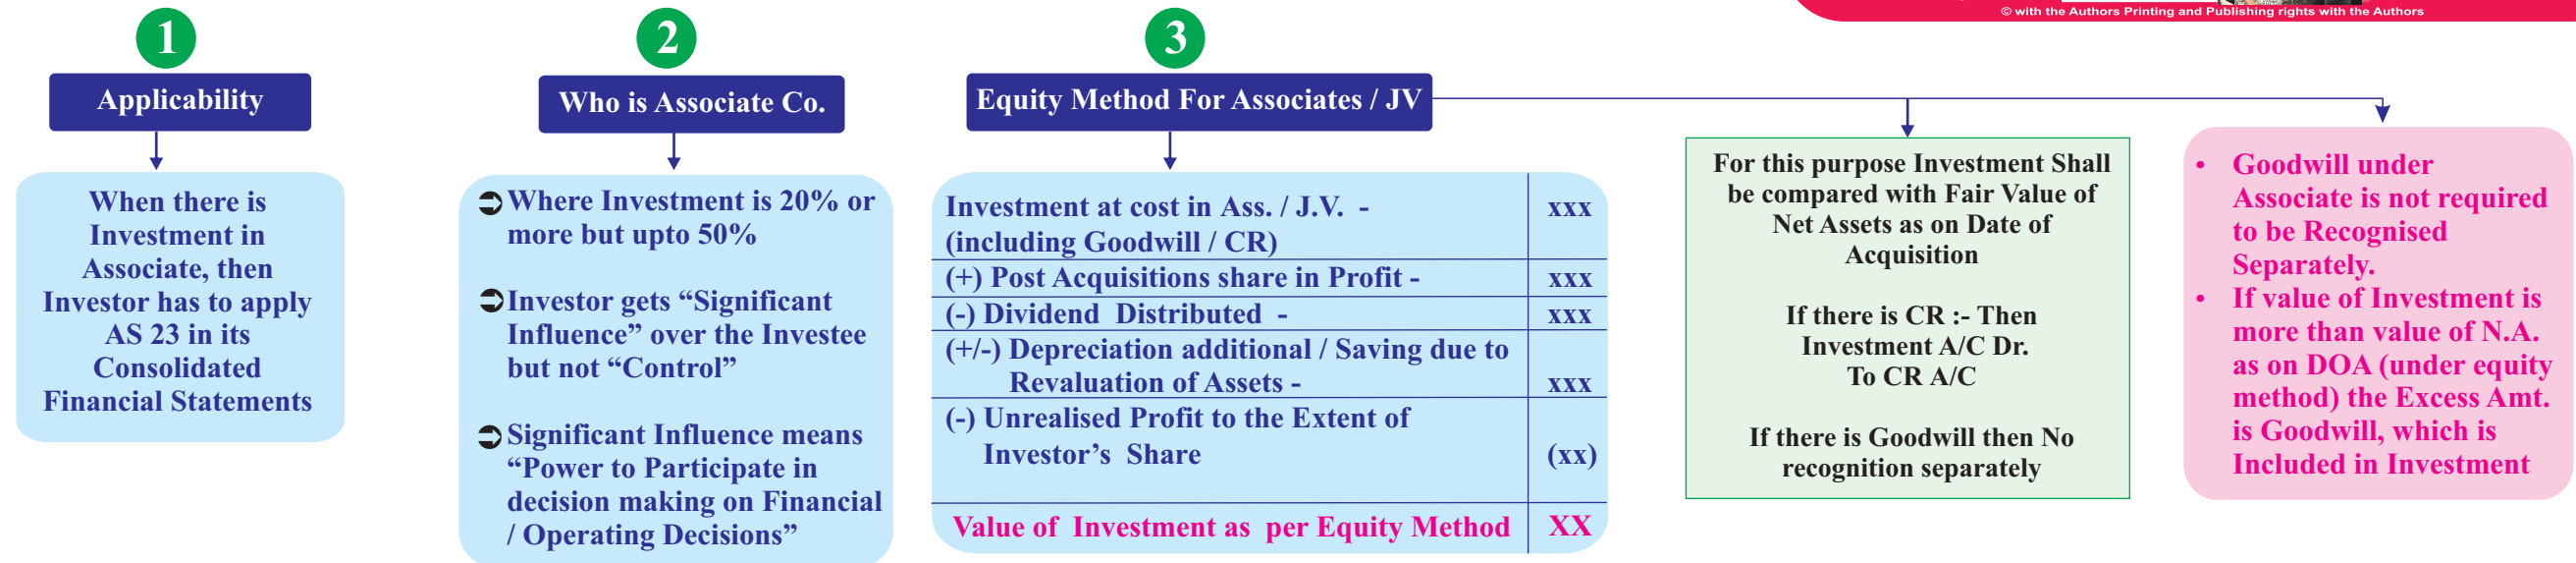 © with the Authors Printing and Publishing rights with the Authors
1
Applicability
When there is
Investment in
Associate, then
Investor has to apply
AS 23 in its
Consolidated
Financial Statements
2
Who is Associate Co.
Where Investment is 20% or
more but upto 50%
Investor gets “Significant
Influence” over the Investee
but not “Control”
Significant Influence means
“Power to Participate in
decision making on Financial
/ Operating Decisions”
3
Equity Method For Associates / JV
Investment at cost in Ass. / J.V. - xxx
(including Goodwill / CR)
(+) Post Acquisitions share in Profit - xxx
(-) Dividend Distributed - xxx
(+/-) Depreciation additional / Saving due to
Revaluation of Assets - xxx
(-) Unrealised Profit to the Extent of
Investor’s Share (xx)
Value of Investment as per Equity Method XX
For this purpose Investment Shall
be compared with Fair Value of
Net Assets as on Date of
Acquisition
If there is CR :- Then
Investment A/C Dr.
To CR A/C
If there is Goodwill then No
recognition separately
• Goodwill under
Associate is not required
to be Recognised
Separately.
• If value of Investment is
more than value of N.A.
as on DOA (under equity
method) the Excess Amt.
is Goodwill, which is
Included in Investment